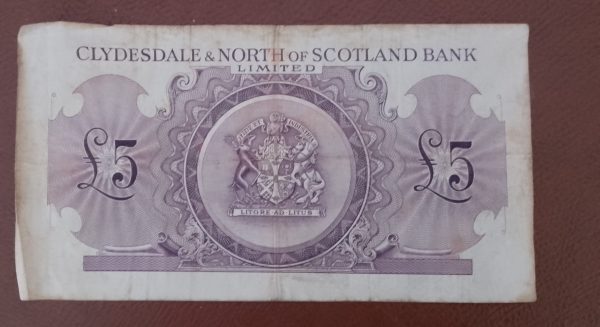 CLYDESDALE & NORTH OF SCOTLAND BANK
LIMITED
£5
£5
LITORE AD LITUS